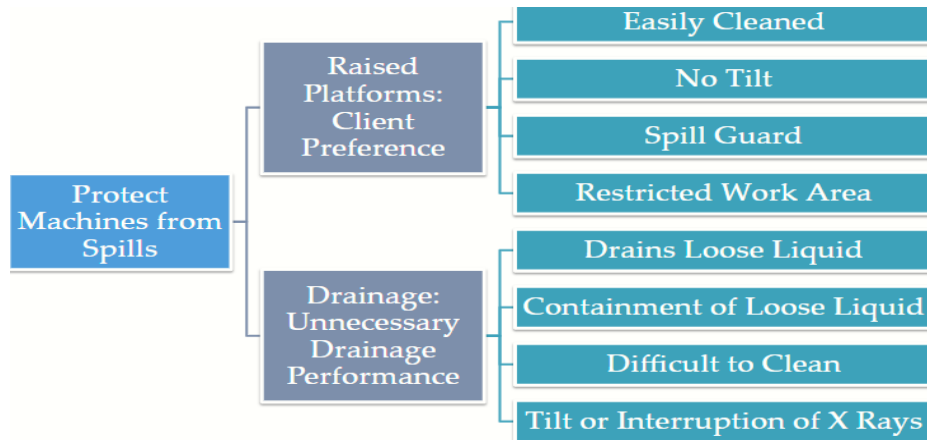 Protect
Machines from
Spills
Raised
Platforms:
Client
Preference
Easily Cleaned
No Tilt
Spill Guard
Restricted Work Area
Drainage:
Unnecessary
Drainage
Performance
Drains Loose Liquid
Containment of Loose Liquid
Difficult to Clean
Tilt or Interruption of X Rays